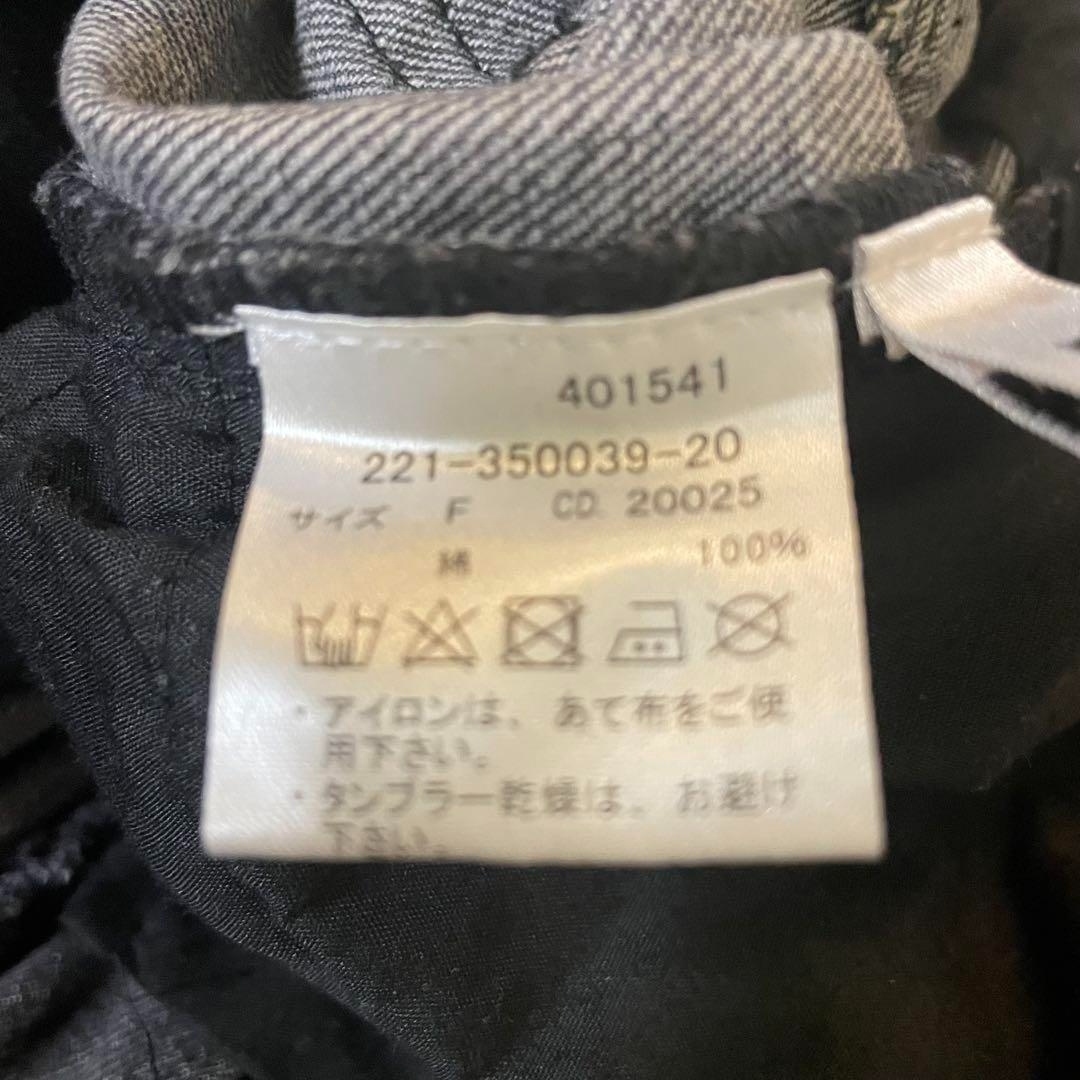 401541
221-350039-20
サイズ F CD 20025
綿 100%
・アイロンは、あて布をご使
用下さい。
・タンブラー乾燥は、お避け
下さい。